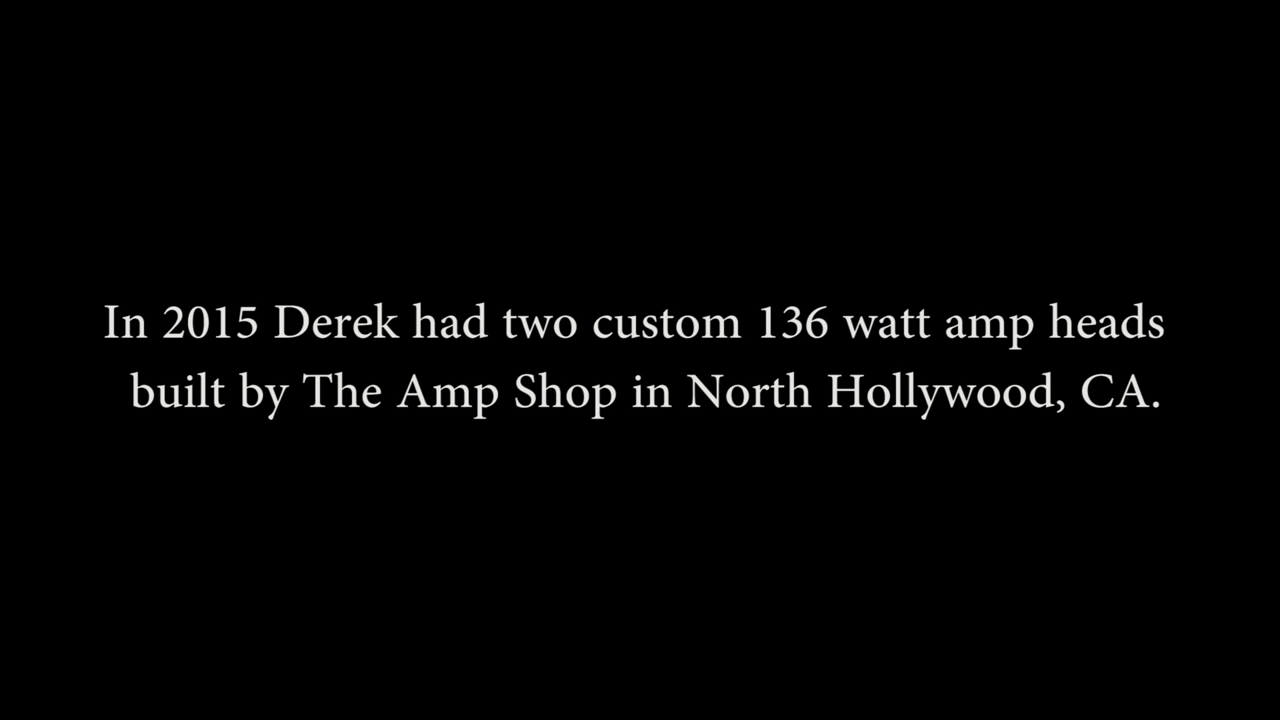 In 2015 Derek had two custom 136 watt amp heads
built by The Amp Shop in North Hollywood, CA.